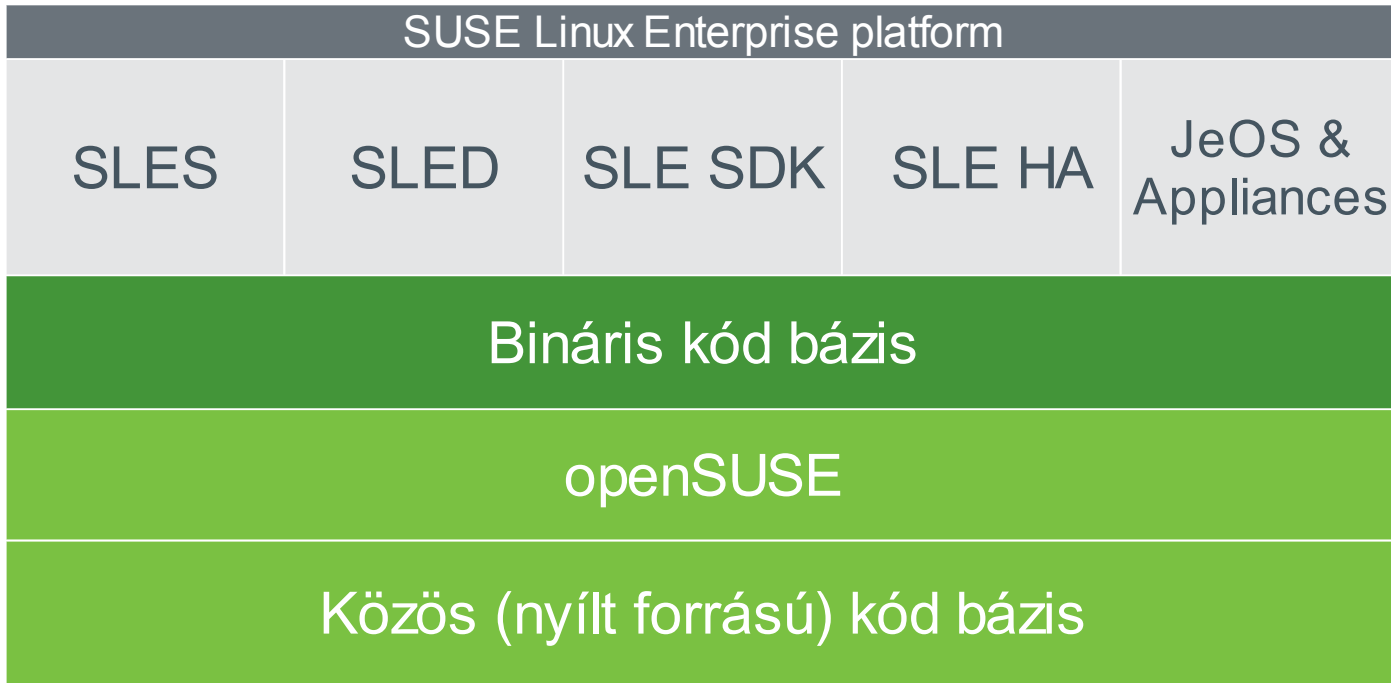 SUSE Linux Enterprise platform
SLES
SLED
SLE SDK
SLE HA
JeOS &
Appliances
Bináris kód bázis
openSUSE
Közös (nyílt forrású) kód bázis